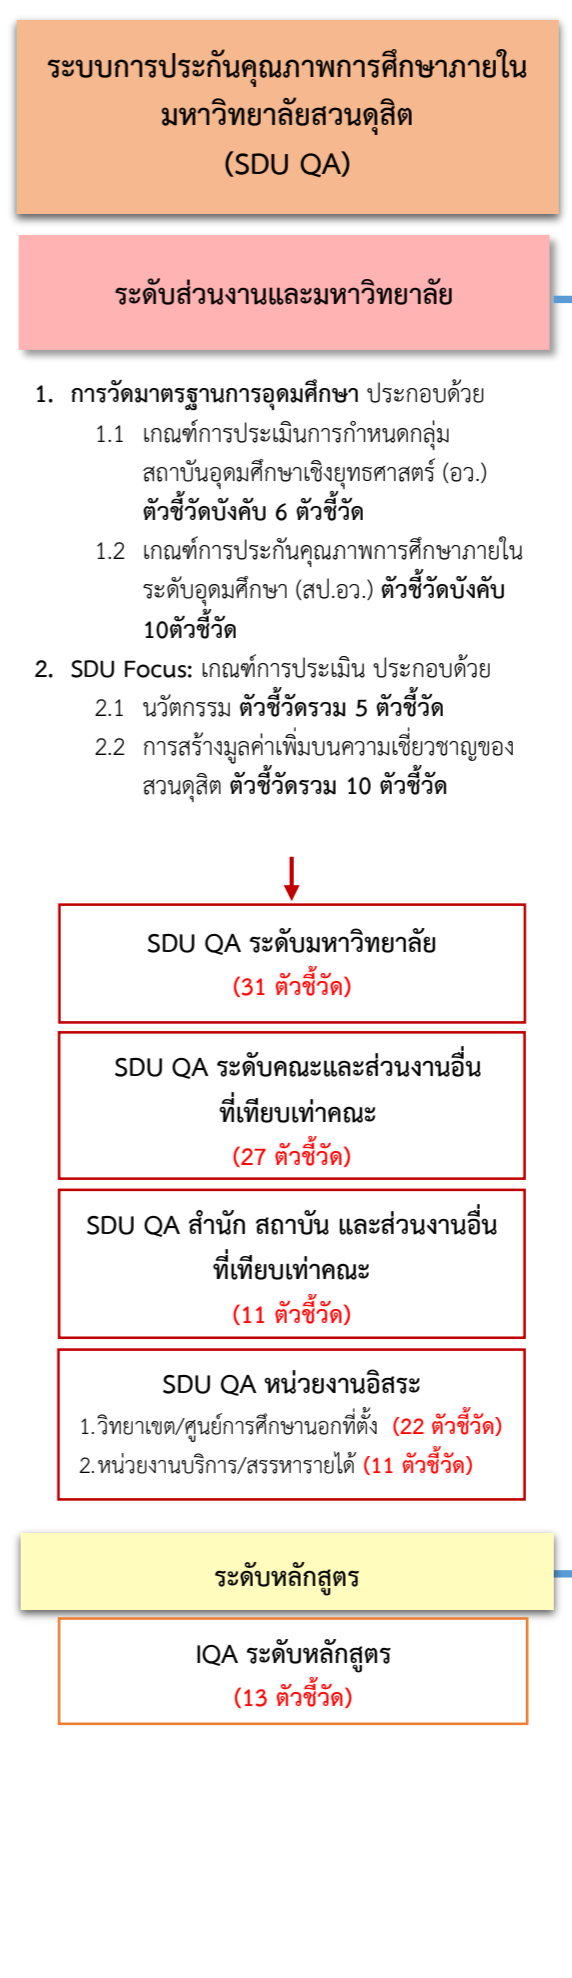 ระบบการประกันคุณภาพการศึกษาภายใน
มหาวิทยาลัยสวนดุสิต
(SDU QA)
ระดับส่วนงานและมหาวิทยาลัย
1. การวัดมาตรฐานการอุดมศึกษา ประกอบด้วย
1.1 เกณฑ์การประเมินการกำหนดกลุ่ม
สถาบันอุดมศึกษาเชิงยุทธศาสตร์ (อว.)
ตัวชี้วัดบังคับ 6 ตัวชี้วัด
1.2 เกณฑ์การประกันคุณภาพการศึกษาภายใน
ระดับอุดมศึกษา (สป.อว.) ตัวชี้วัดบังคับ
10ตัวชี้วัด
2. SDU Focus: เกณฑ์การประเมิน ประกอบด้วย
2.1 นวัตกรรม ตัวชี้วัดรวม 5 ตัวชี้วัด
2.2 การสร้างมูลค่าเพิ่มบนความเชี่ยวชาญของ
สวนดุสิต ตัวชี้วัดรวม 10 ตัวชี้วัด
SDU QA ระดับมหาวิทยาลัย
(31 ตัวชี้วัด)
SDU QA ระดับคณะและส่วนงานอื่น
ที่เทียบเท่าคณะ
(27 ตัวชี้วัด)
SDU QA สำนัก สถาบัน และส่วนงานอื่น
ที่เทียบเท่าคณะ
(11 ตัวชี้วัด)
SDU QA หน่วยงานอิสระ
1.วิทยาเขต/ศูนย์การศึกษานอกที่ตั้ง (22 ตัวชี้วัด)
2.หน่วยงานบริการ/สรรหารายได้ (11 ตัวชี้วัด)
ระดับหลักสูตร
IQA ระดับหลักสูตร
(13 ตัวชี้วัด)